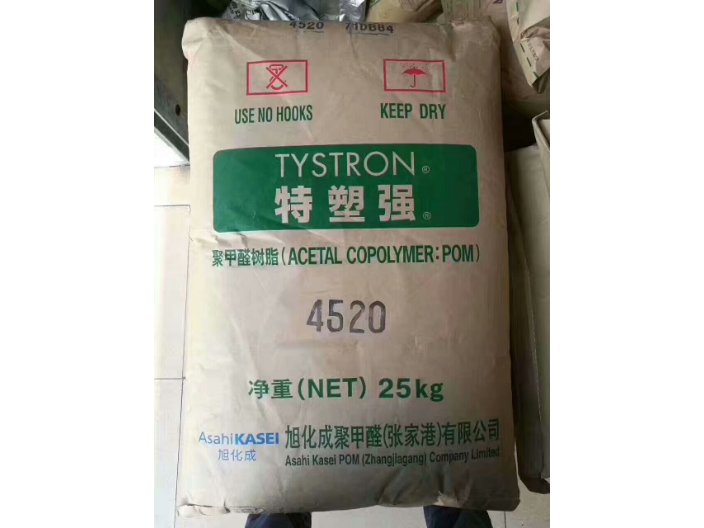 4520 710B84
USE NO HOOKS
KEEP DRY
TYSTRON®
特塑强®
聚甲醛树脂(ACETAL COPOLYMER:POM)
4520
净重(NET) 25kg
AsahiKASEI
旭化成
旭化成聚甲醛(张家港)有限公司
Asahi Kasei POM (Zhangjiagang) Company Limited